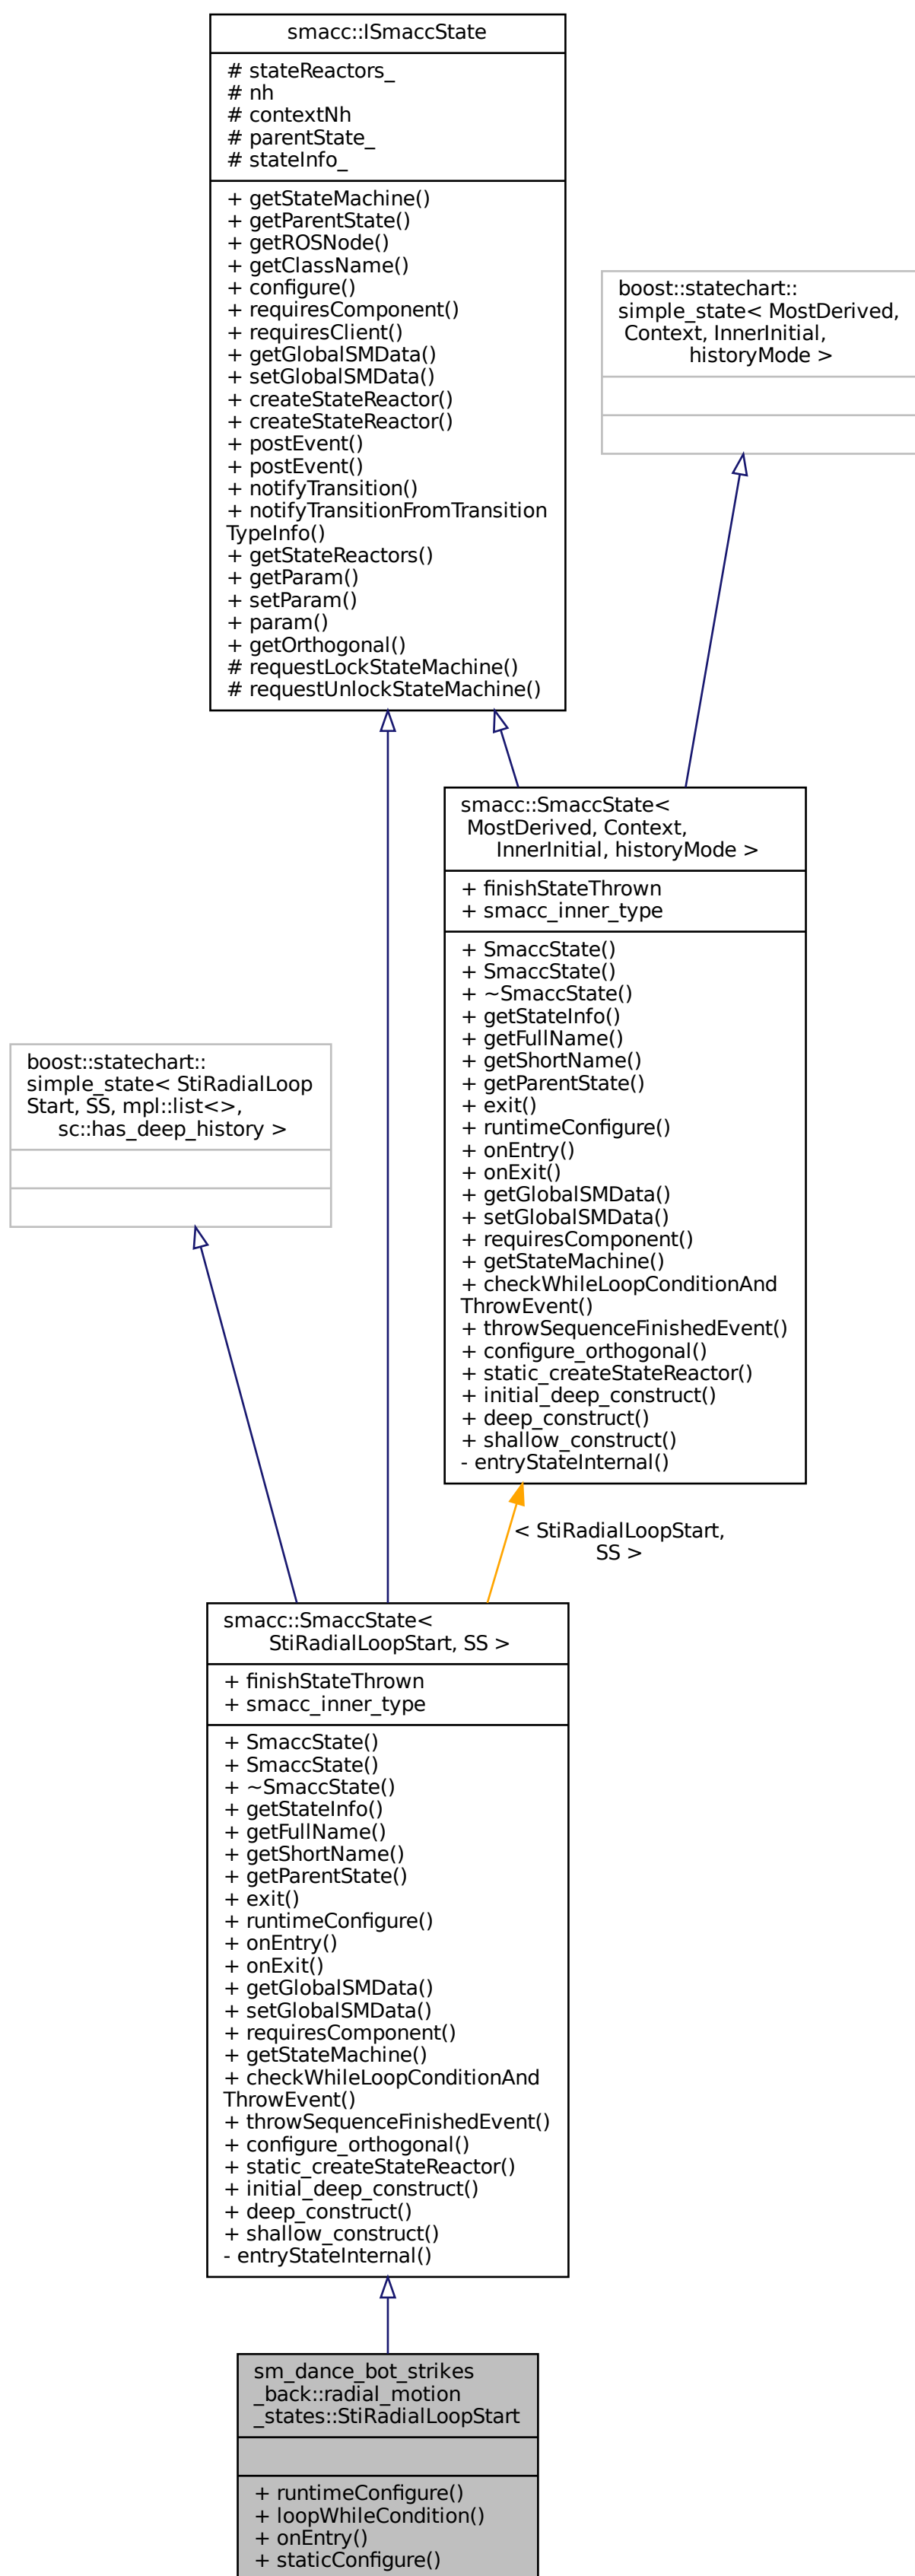 smacc::ISmaccState
# stateReactors_
# nh
# contextNh
# parentState_
# stateInfo_
+ getStateMachine()
+ getParentState()
+ getROSNode()
+ getClassName()
+ configure()
+ requiresComponent()
+ requiresClient()
+ getGlobalSMData()
+ setGlobalSMData()
+ createStateReactor()
+ createStateReactor()
+ postEvent()
+ postEvent()
+ notifyTransition()
+ notifyTransitionFromTransition
TypeInfo()
+ getStateReactors()
+ getParam()
+ setParam()
+ param()
+ getOrthogonal()
# requestLockStateMachine()
# requestUnlockStateMachine()
boost::statechart::
simple_state< MostDerived,
Context, InnerInitial,
historyMode >
smacc::SmaccState<
MostDerived, Context,
InnerInitial, historyMode >
+ finishStateThrown
+ smacc_inner_type
+ SmaccState()
+ SmaccState()
+ ~SmaccState()
+ getStateInfo()
+ getFullName()
+ getShortName()
+ getParentState()
+ exit()
+ runtimeConfigure()
+ onEntry()
+ onExit()
+ getGlobalSMData()
+ setGlobalSMData()
+ requiresComponent()
+ getStateMachine()
+ checkWhileLoopConditionAnd
ThrowEvent()
+ throwSequenceFinishedEvent()
+ configure_orthogonal()
+ static_createStateReactor()
+ initial_deep_construct()
+ deep_construct()
+ shallow_construct()
- entryStateInternal()
boost::statechart::
simple_state< StiRadialLoop
Start, SS, mpl::list<>,
sc::has_deep_history >
< StiRadialLoopStart,
SS >
smacc::SmaccState<
StiRadialLoopStart, SS >
+ finishStateThrown
+ smacc_inner_type
+ SmaccState()
+ SmaccState()
+ ~SmaccState()
+ getStateInfo()
+ getFullName()
+ getShortName()
+ getParentState()
+ exit()
+ runtimeConfigure()
+ onEntry()
+ onExit()
+ getGlobalSMData()
+ setGlobalSMData()
+ requiresComponent()
+ getStateMachine()
+ checkWhileLoopConditionAnd
ThrowEvent()
+ throwSequenceFinishedEvent()
+ configure_orthogonal()
+ static_createStateReactor()
+ initial_deep_construct()
+ deep_construct()
+ shallow_construct()
- entryStateInternal()
sm_dance_bot_strikes
_back::radial_motion
_states::StiRadialLoopStart
+ runtimeConfigure()
+ loopWhileCondition()
+ onEntry()
+ staticConfigure()